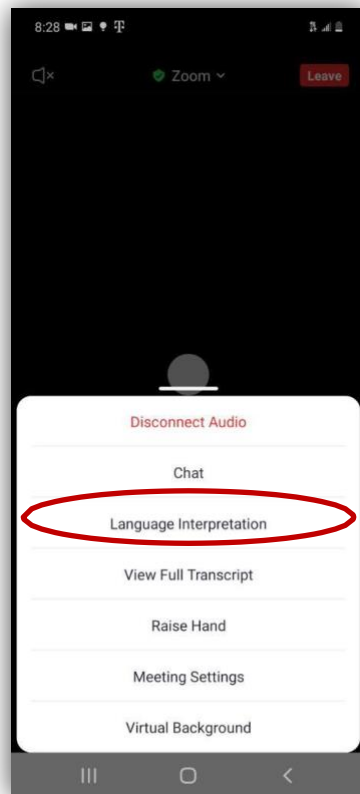 8:28
Zoom
Leave
Disconnect Audio
Chat
Language Interpretation
View Full Transcript
Raise Hand
Meeting Settings
Virtual Background